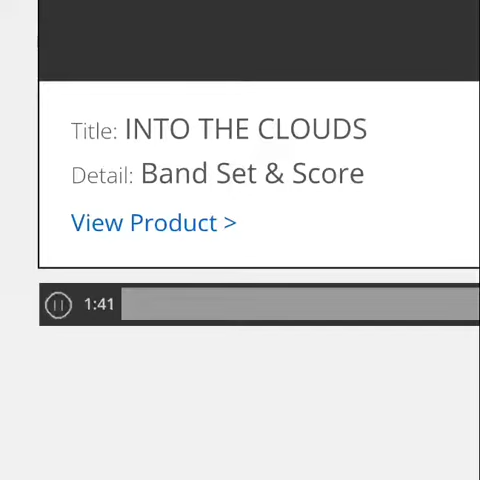 Title: INTO THE CLOUDS
Detail: Band Set & Score
View Product >
1:41